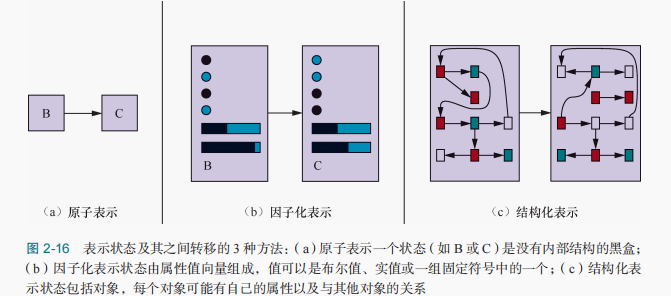 B
C
B
C
(a)原子表示
(b)因子化表示
(c)结构化表示
图 2-16 表示状态及其之间转移的 3 种方法:(a)原子表示一个状态(如 B 或 C)是没有内部结构的黑盒;
(b)因子化表示状态由属性值向量组成,值可以是布尔值、实值或一组固定符号中的一个;(c)结构化表
示状态包括对象,每个对象可能有自己的属性以及与其他对象的关系